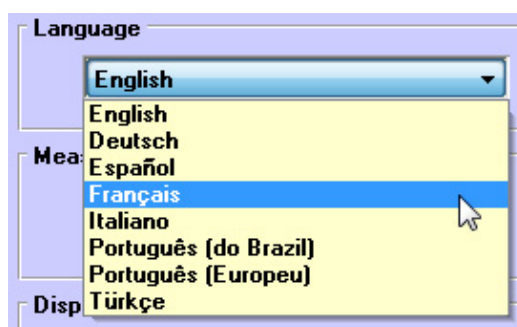 Language
English
English
Deutsch
Español
Français
Italiano
Português (do Brazil)
Português (Europeu)
Türkçe